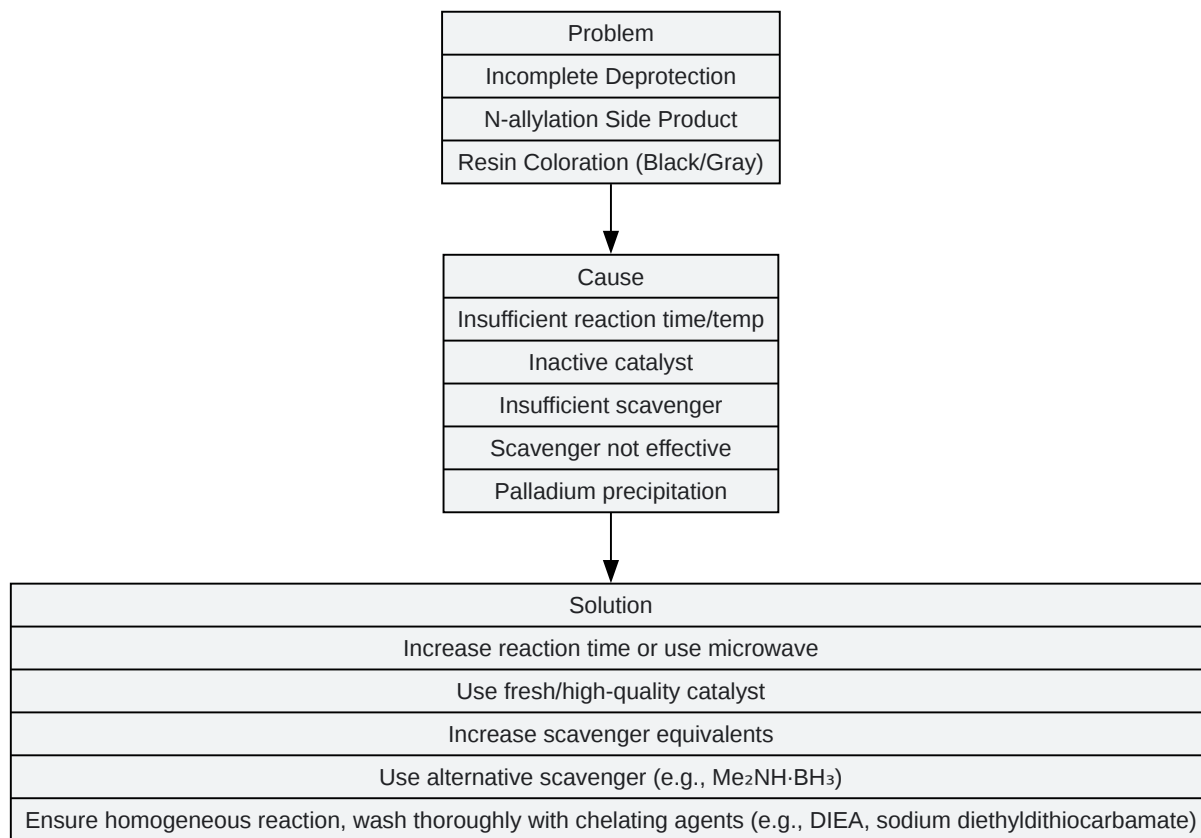 Problem
Incomplete Deprotection
N-allylation Side Product
Resin Coloration (Black/Gray)
Cause
Insufficient reaction time/temp
Inactive catalyst
Insufficient scavenger
Scavenger not effective
Palladium precipitation
Solution
Increase reaction time or use microwave
Use fresh/high-quality catalyst
Increase scavenger equivalents
Use alternative scavenger (e.g., Me₂NH·BH₃)
Ensure homogeneous reaction, wash thoroughly with chelating agents (e.g., DIEA, sodium diethyldithiocarbamate)